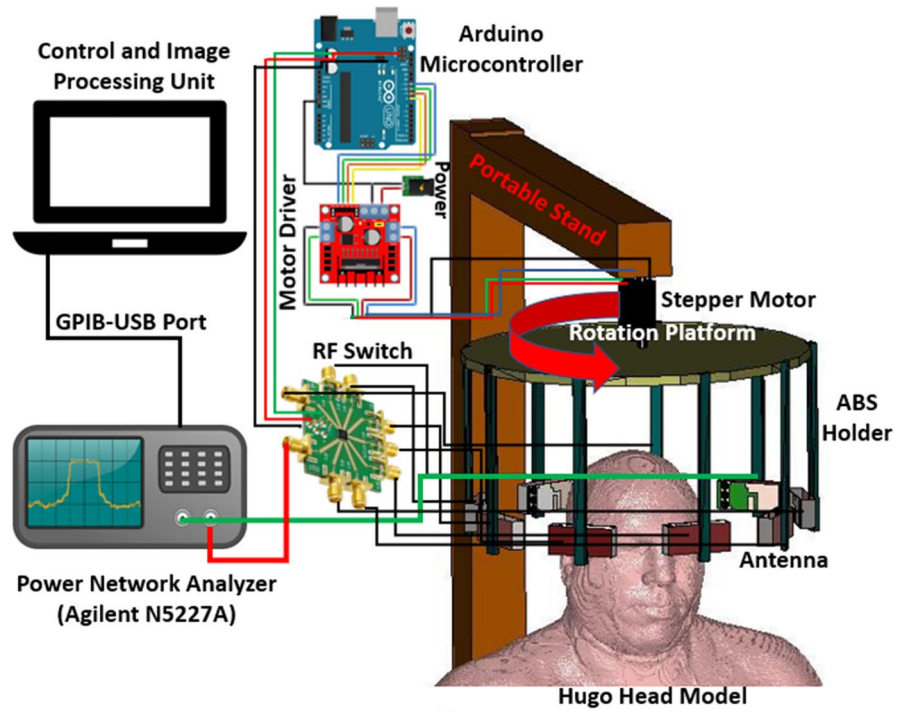 Control and Image
Processing Unit
Arduino
Microcontroller
UNO
Power
Motor Driver
Portable Stand
GPIB-USB Port
Stepper Motor
Rotation Platform
RF Switch
ABS
Holder
Antenna
Power Network Analyzer
(Agilent N5227A)
Hugo Head Model